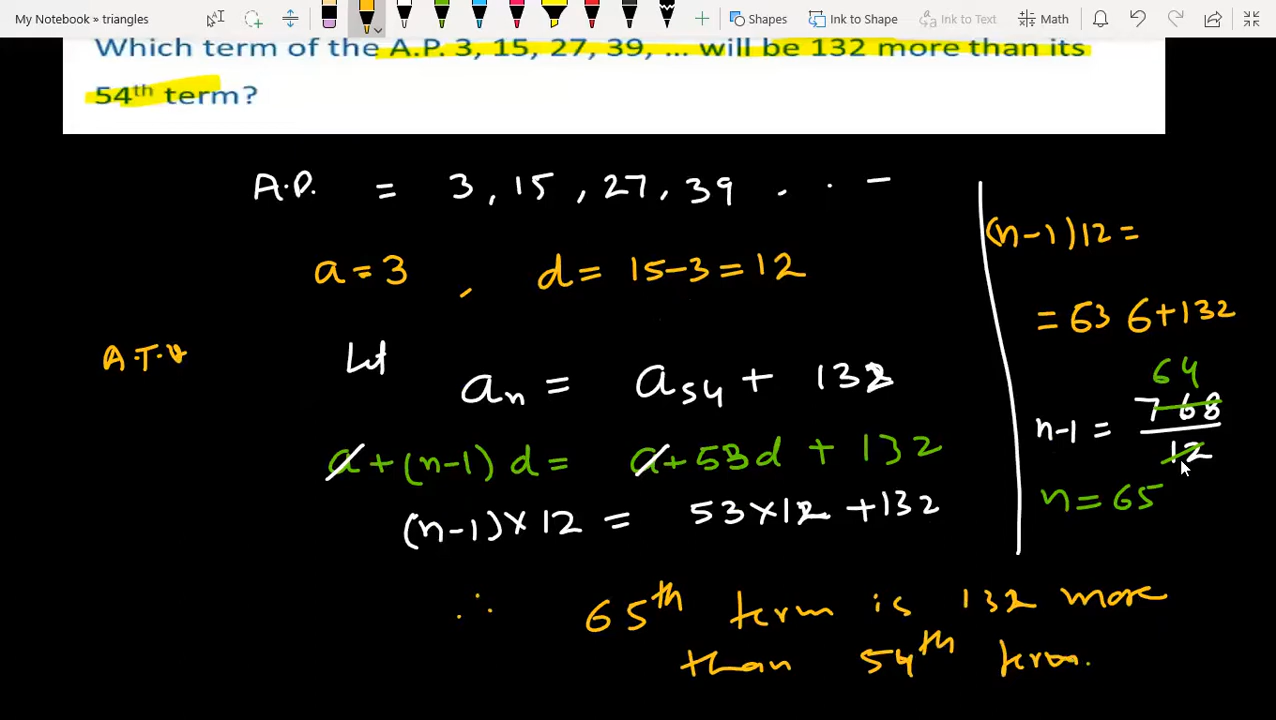 My Notebook » triangles
Shapes
Ink to Shape
Ink to Text
Math
Which term of the A.P. 3, 15, 27, 39, ... will be 132 more than its
54th term?
A.P. = 3, 15, 27, 39 . . –
a = 3 , d = 15-3 = 12
A.T.Q
Let
an = a54 + 132
a + (n-1) d = a + 53d + 132
(n-1) × 12 = 53×12 + 132
(n-1) 12 =
= 636+132
64
n-1 = 768
12
n = 65
∴ 65th term is 132 more
than 54th term.